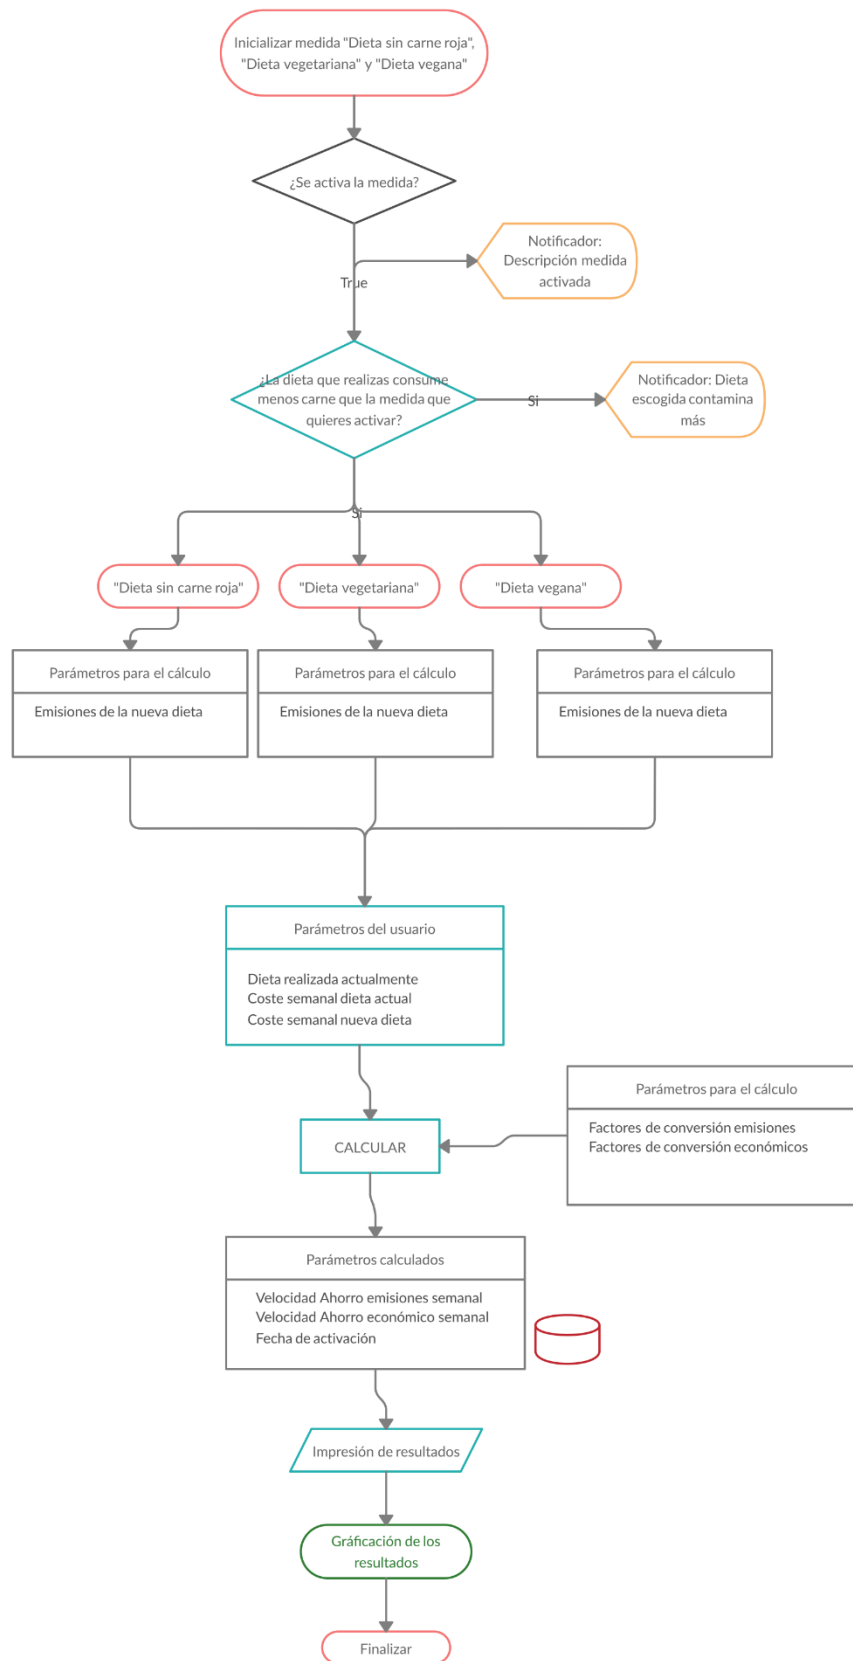 Inicializar medida "Dieta sin carne roja",
"Dieta vegetariana" y "Dieta vegana"
¿Se activa la medida?
Notificador:
Descripción medida
activada
True
¿La dieta que realizas consume
menos carne que la medida que
quieres activar?
Si
Notificador: Dieta
escogida contamina
más
Si
"Dieta sin carne roja"
"Dieta vegetariana"
"Dieta vegana"
Parámetros para el cálculo
Emisiones de la nueva dieta
Parámetros para el cálculo
Emisiones de la nueva dieta
Parámetros para el cálculo
Emisiones de la nueva dieta
Parámetros del usuario
Dieta realizada actualmente
Coste semanal dieta actual
Coste semanal nueva dieta
Parámetros para el cálculo
Factores de conversión emisiones
Factores de conversión económicos
CALCULAR
Parámetros calculados
Velocidad Ahorro emisiones semanal
Velocidad Ahorro económico semanal
Fecha de activación
Impresión de resultados
Gráficación de los
resultados
Finalizar